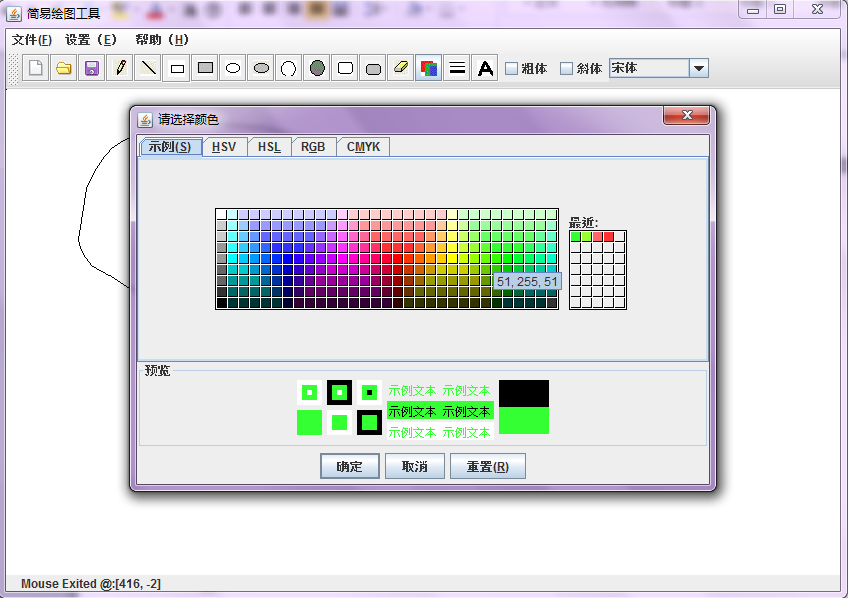 简易绘图工具
文件(F) 设置 (E) 帮助 (H)
粗体 斜体 宋体
请选择颜色
示例(S) HSV HSL RGB CMYK
最近:
51, 255, 51
预览
示例文本 示例文本
示例文本 示例文本
示例文本 示例文本
确定 取消 重置(R)
Mouse Exited @:[416, -2]